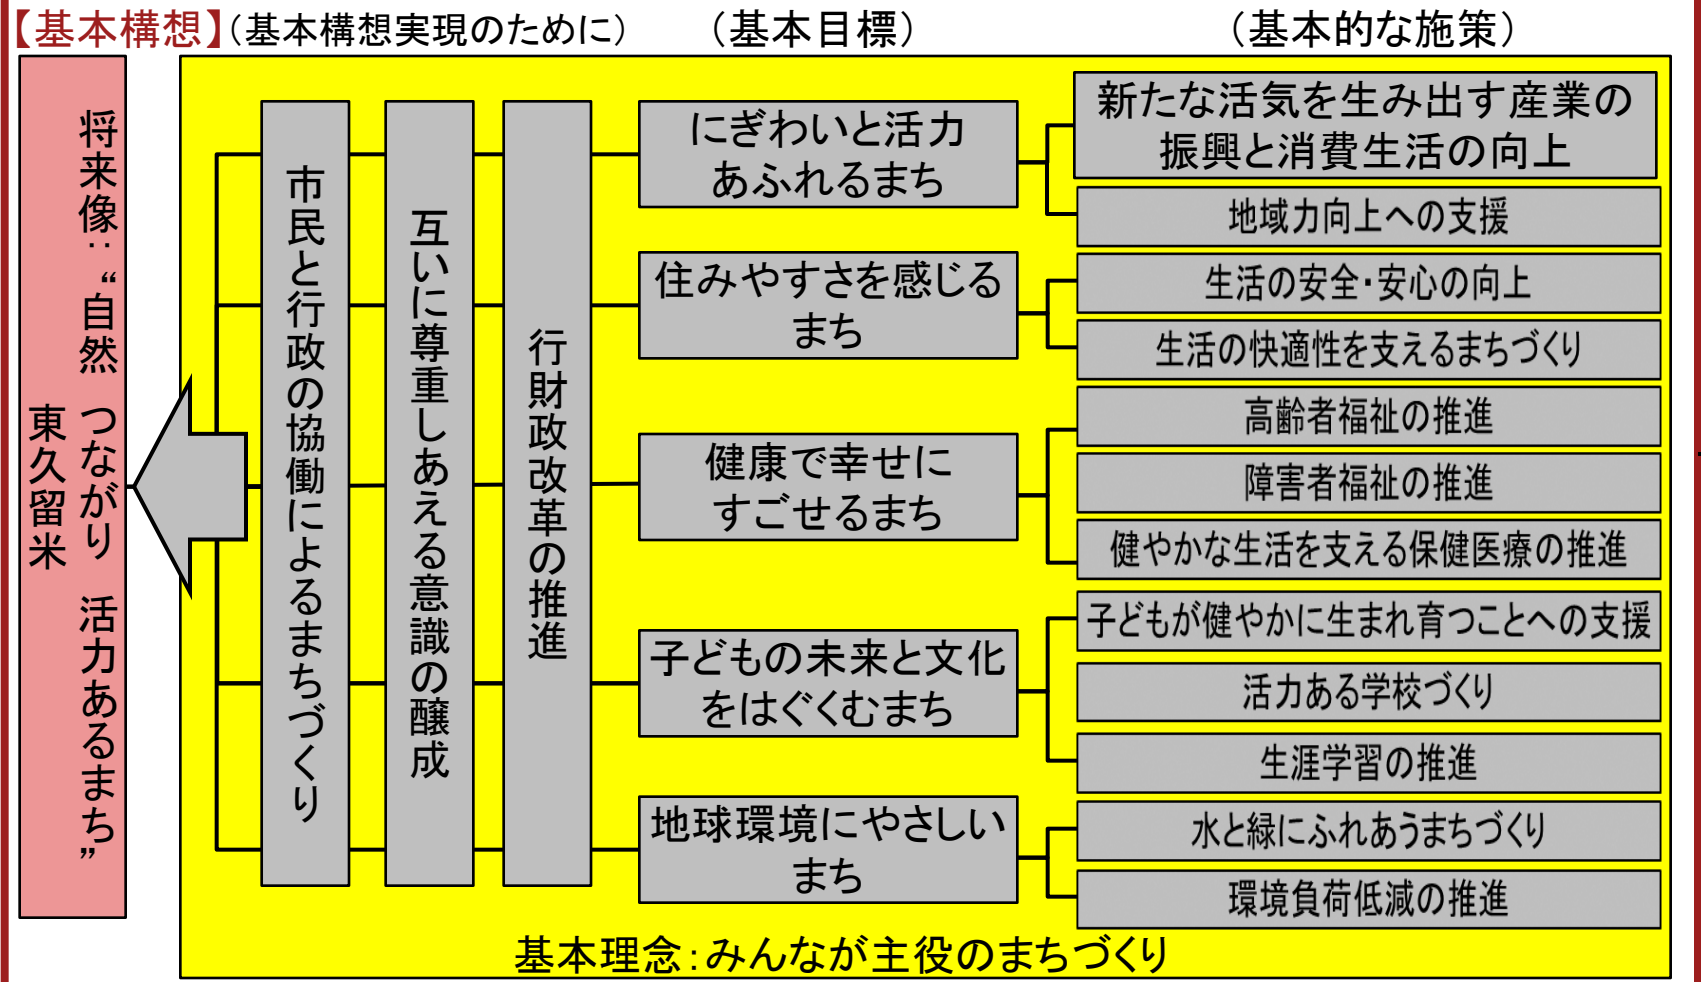 【基本構想】（基本構想実現のために）　（基本目標）　（基本的な施策）
将来像：“自然　つながり　活力あるまち”
東久留米
市民と行政の協働によるまちづくり
互いに尊重しあえる意識の醸成
行財政改革の推進
にぎわいと活力
あふれるまち
新たな活気を生み出す産業の
振興と消費生活の向上
地域力向上への支援
住みやすさを感じる
まち
生活の安全・安心の向上
生活の快適性を支えるまちづくり
健康で幸せに
すごせるまち
高齢者福祉の推進
障害者福祉の推進
健やかな生活を支える保健医療の推進
子どもの未来と文化
をはぐくむまち
子どもが健やかに生まれ育つことへの支援
活力ある学校づくり
生涯学習の推進
地球環境にやさしい
まち
水と緑にふれあうまちづくり
環境負荷低減の推進
基本理念：みんなが主役のまちづくり